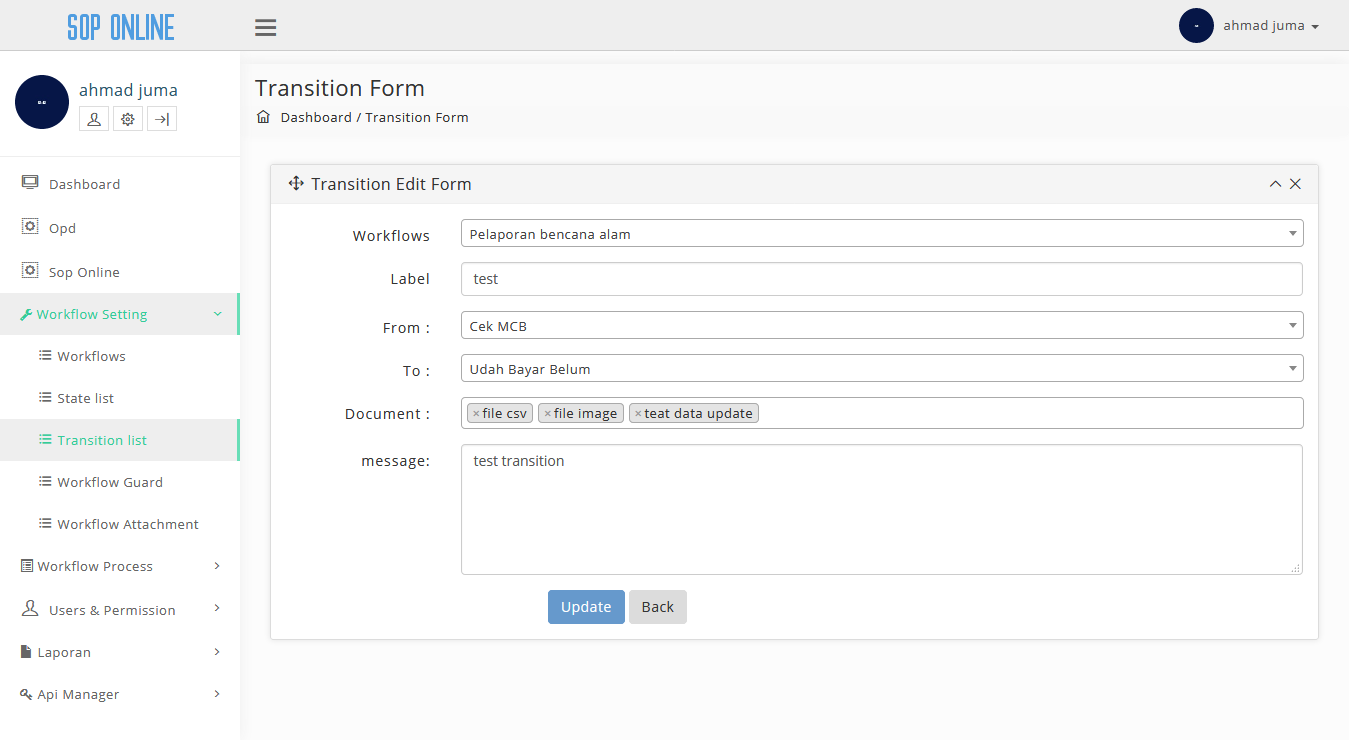 SOP ONLINE
ahmad juma
ahmad juma
Dashboard
Opd
Sop Online
Workflow Setting
Workflows
State list
Transition list
Workflow Guard
Workflow Attachment
Workflow Process
Users & Permission
Laporan
Api Manager
Transition Form
Dashboard / Transition Form
Transition Edit Form
Workflows Pelaporan bencana alam
Label test
From : Cek MCB
To : Udah Bayar Belum
Document : × file csv × file image × teat data update
message: test transition
Update Back